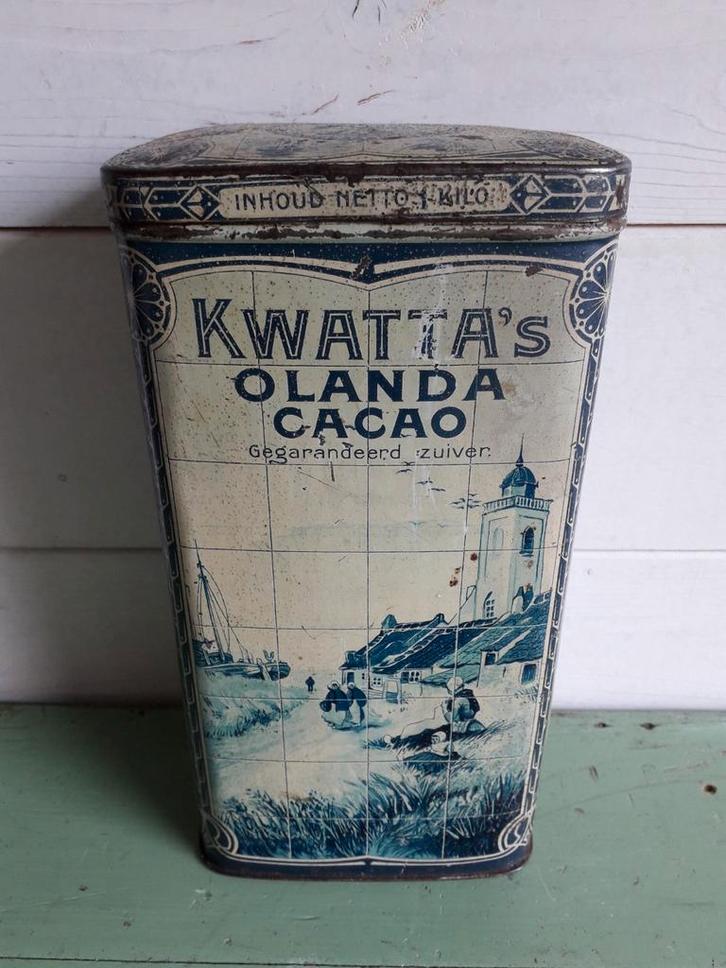 INHOUD NETTO 1 KILO
KWATTA's
OLANDA
CACAO
Gegarandeerd zuiver.